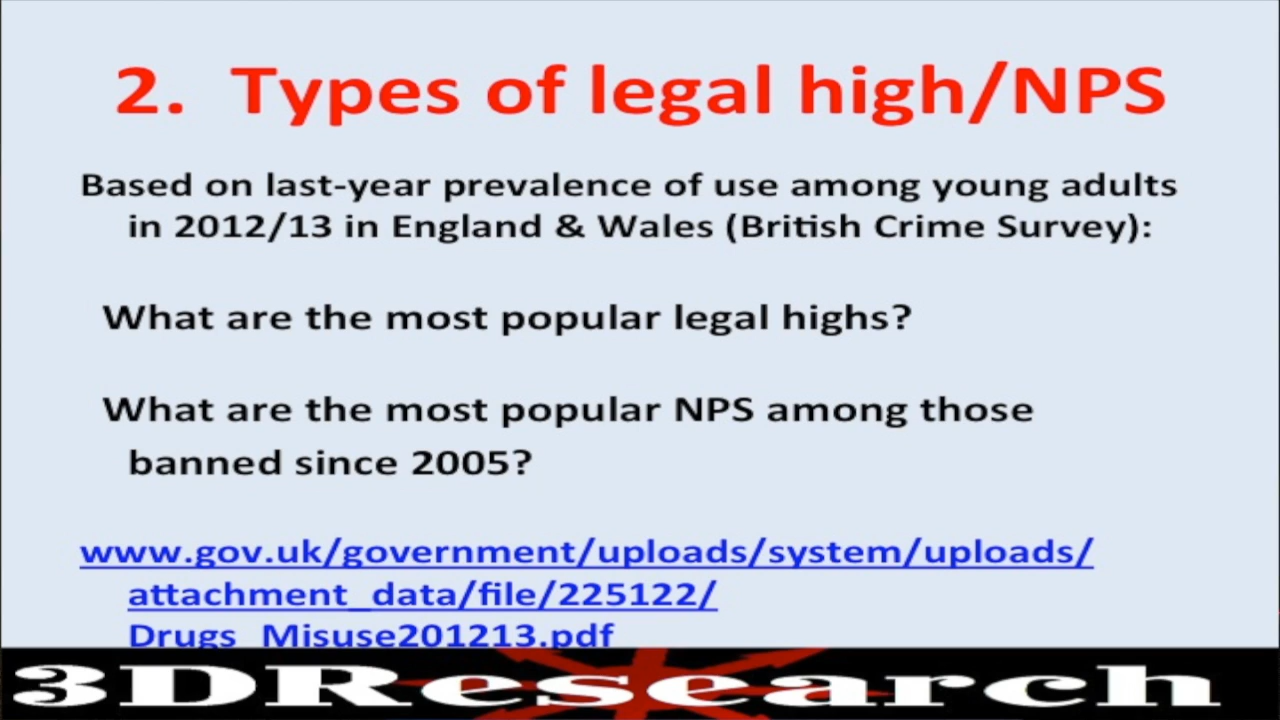 2. Types of legal high/NPS
Based on last-year prevalence of use among young adults
in 2012/13 in England & Wales (British Crime Survey):
What are the most popular legal highs?
What are the most popular NPS among those
banned since 2005?
www.gov.uk/government/uploads/system/uploads/
attachment_data/file/225122/
Drugs_Misuse201213.pdf
3DResearch